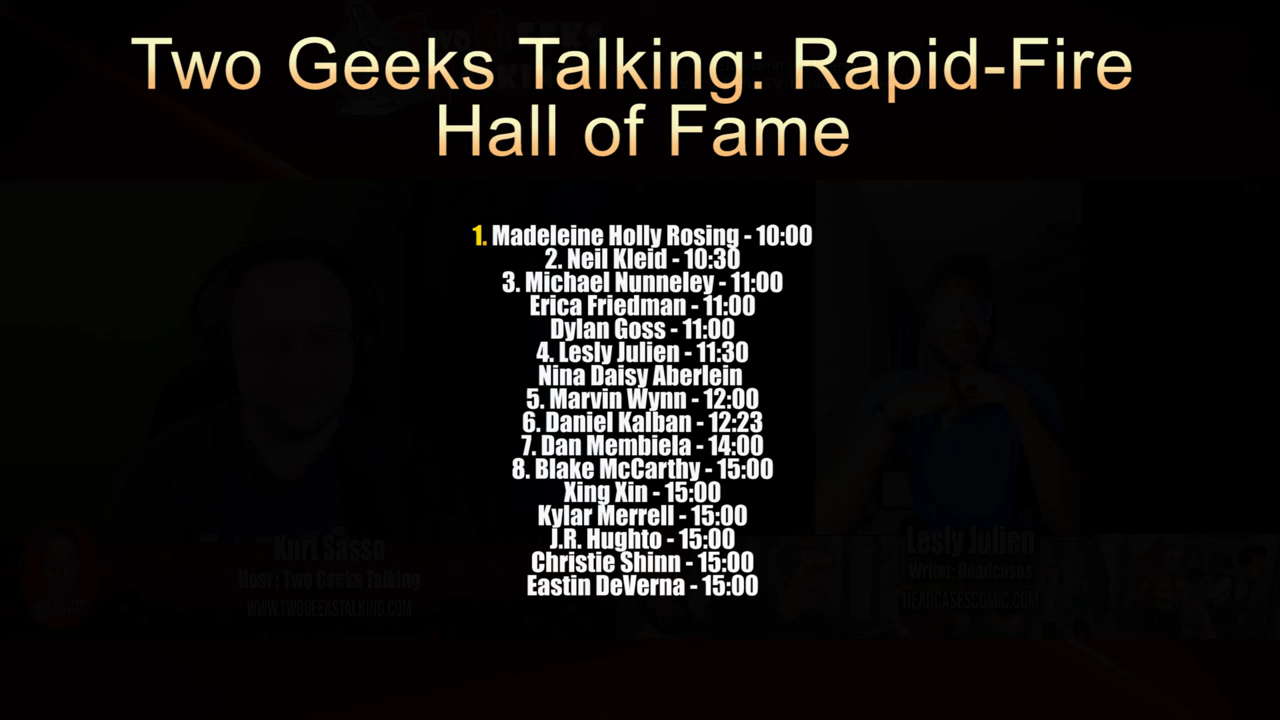 Two Geeks Talking: Rapid-Fire
Hall of Fame
1. Madeleine Holly Rosing - 10:00
2. Neil Kleid - 10:30
3. Michael Nunneley - 11:00
Erica Friedman - 11:00
Dylan Goss - 11:00
4. Lesly Julien - 11:30
Nina Daisy Aberlein
5. Marvin Wynn - 12:00
6. Daniel Kalban - 12:23
7. Dan Membiela - 14:00
8. Blake McCarthy - 15:00
Xing Xin - 15:00
Kylar Merrell - 15:00
J.R. Hughto - 15:00
Christie Shinn - 15:00
Eastin DeVerna - 15:00
Kurt Sasso
Host : Two Geeks Talking
WWW.TWOGEEKSTALKING.COM
Lesly Julien
Writer: Headcases
HEADCASESCOMIC.COM